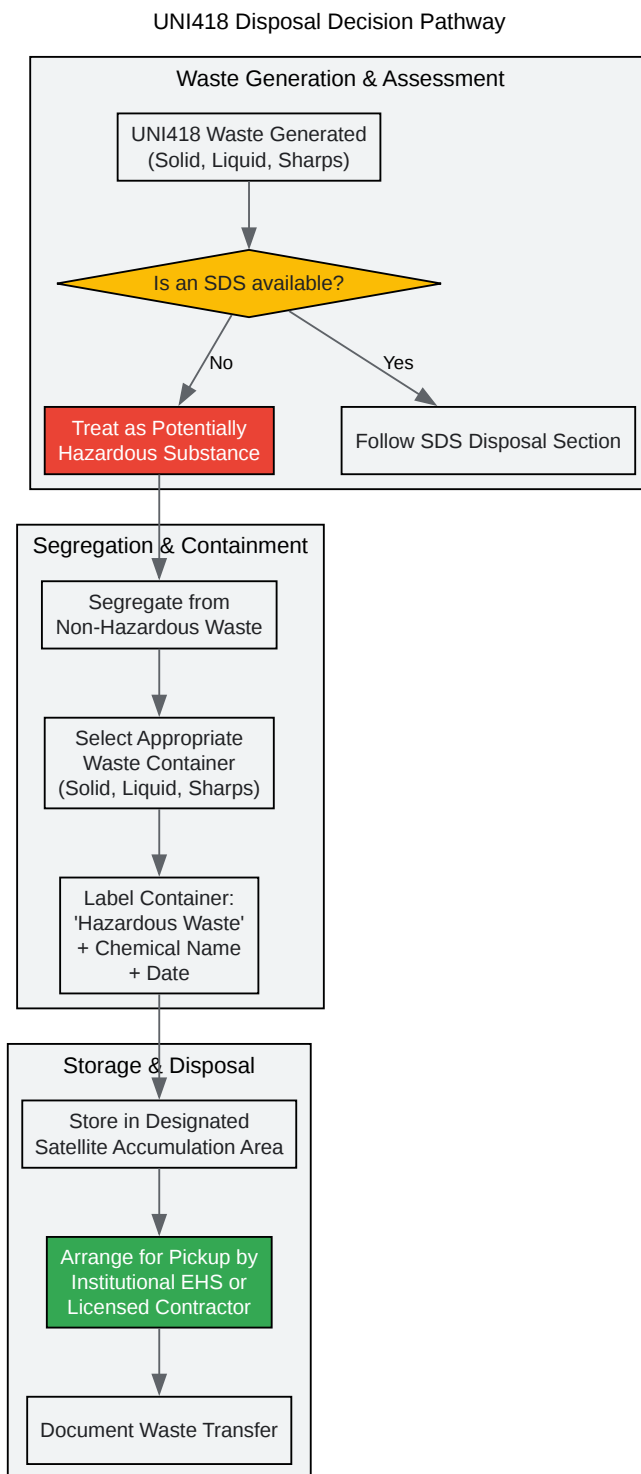 UNI418 Disposal Decision Pathway
Waste Generation & Assessment
UNI418 Waste Generated
(Solid, Liquid, Sharps)
Is an SDS available?
No
Yes
Treat as Potentially
Hazardous Substance
Follow SDS Disposal Section
Segregation & Containment
Segregate from
Non-Hazardous Waste
Select Appropriate
Waste Container
(Solid, Liquid, Sharps)
Label Container:
'Hazardous Waste'
+ Chemical Name
+ Date
Storage & Disposal
Store in Designated
Satellite Accumulation Area
Arrange for Pickup by
Institutional EHS or
Licensed Contractor
Document Waste Transfer